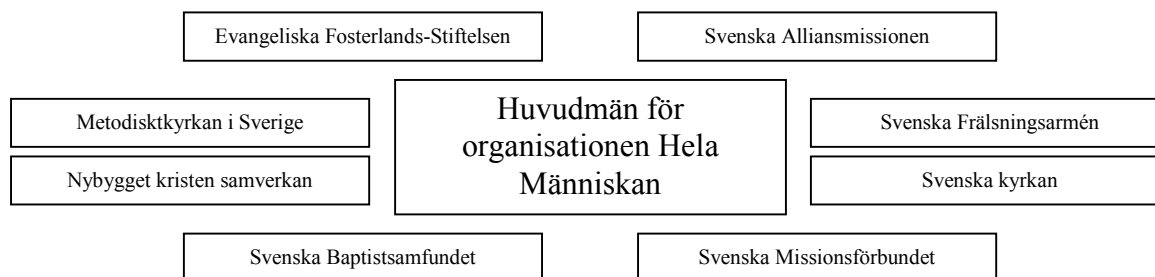 Evangeliska Fosterlands-Stiftelsen
Svenska Alliansmissionen
Metodisktkyrkan i Sverige
Nybygget kristen samverkan
Huvudmän för
organisationen Hela
Människan
Svenska Frälsningsarmén
Svenska kyrkan
Svenska Baptistsamfundet
Svenska Missionsförbundet